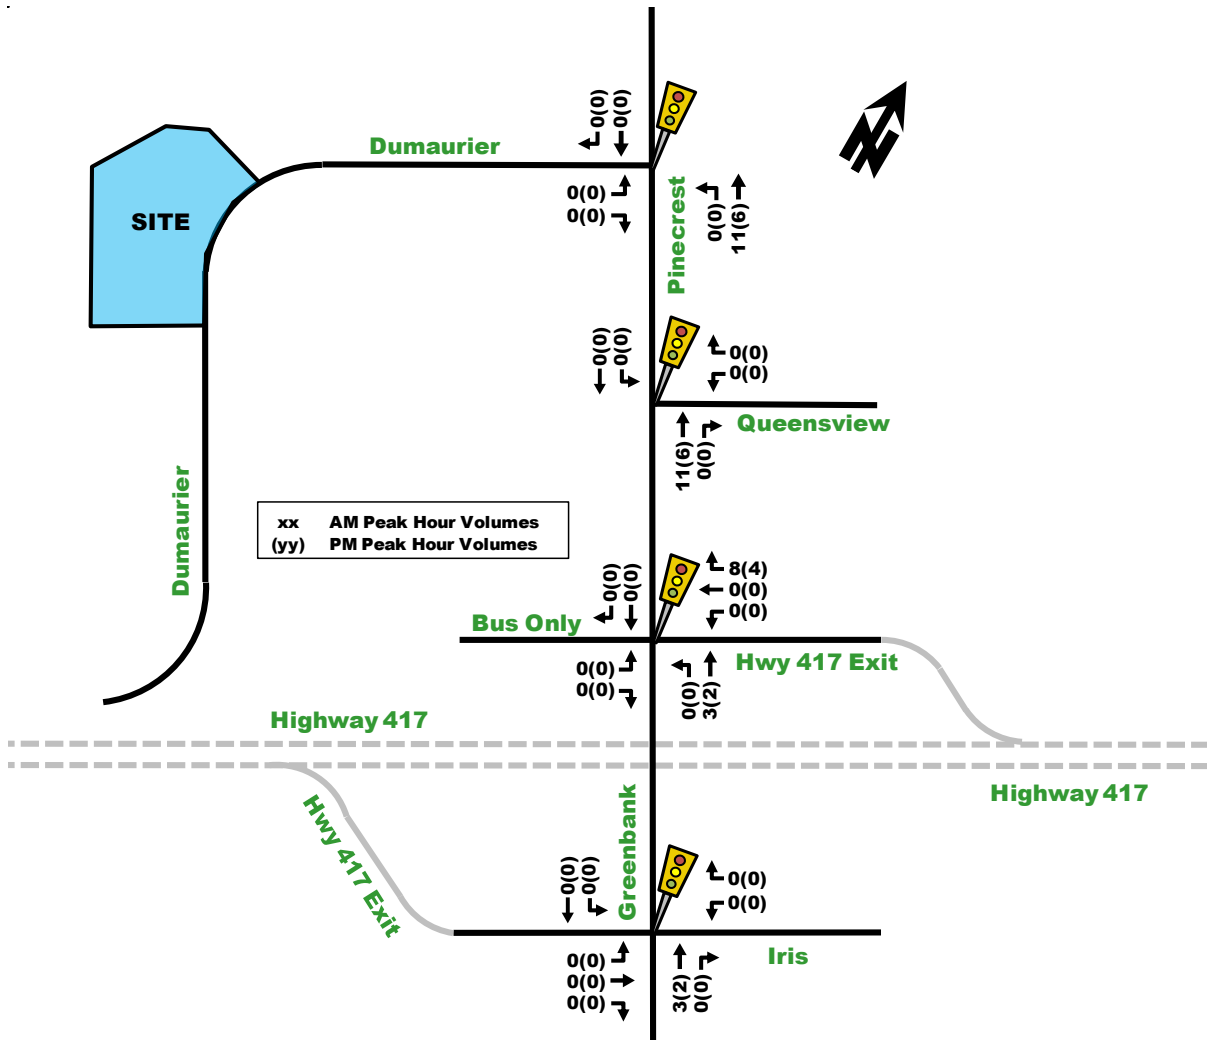 0(0)
0(0)
Dumaurier
0(0)
0(0)
0(0)
11(6)
Pinecrest
SITE
0(0)
0(0)
0(0)
0(0)
11(6)
0(0)
Queensview
Dumaurier
xx AM Peak Hour Volumes
(yy) PM Peak Hour Volumes
0(0)
0(0)
8(4)
0(0)
0(0)
Bus Only
Hwy 417 Exit
0(0)
0(0)
0(0)
3(2)
Highway 417
Highway 417
Hwy 417 Exit
Greenbank
0(0)
0(0)
0(0)
0(0)
Iris
0(0)
0(0)
0(0)
3(2)
0(0)
N